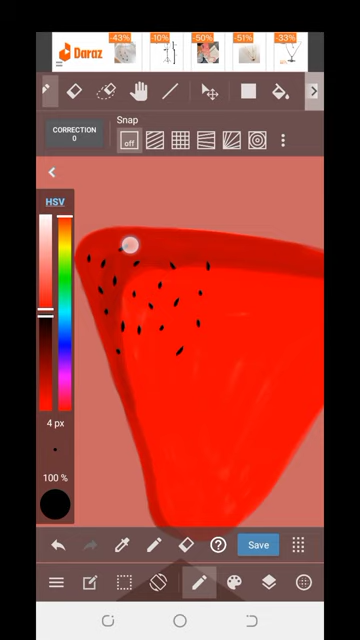 Daraz
-43%
-10%
-50%
-51%
-33%
CORRECTION
0
Snap
off
HSV
4 px
100 %
Save